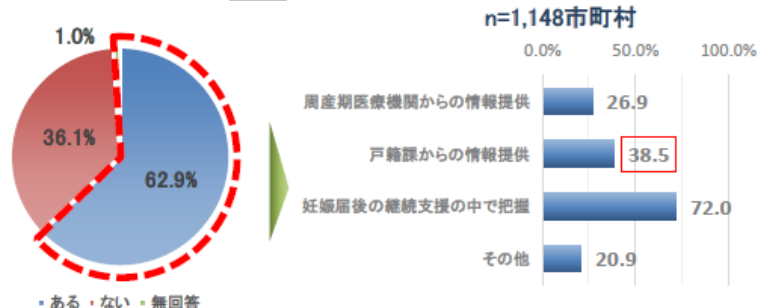 n=1,148市町村
1.0%
36.1%
62.9%
0.0% 50.0% 100.0%
周産期医療機関からの情報提供 26.9
戸籍課からの情報提供 38.5
妊娠届後の継続支援の中で把握 72.0
その他 20.9
ある ない 無回答